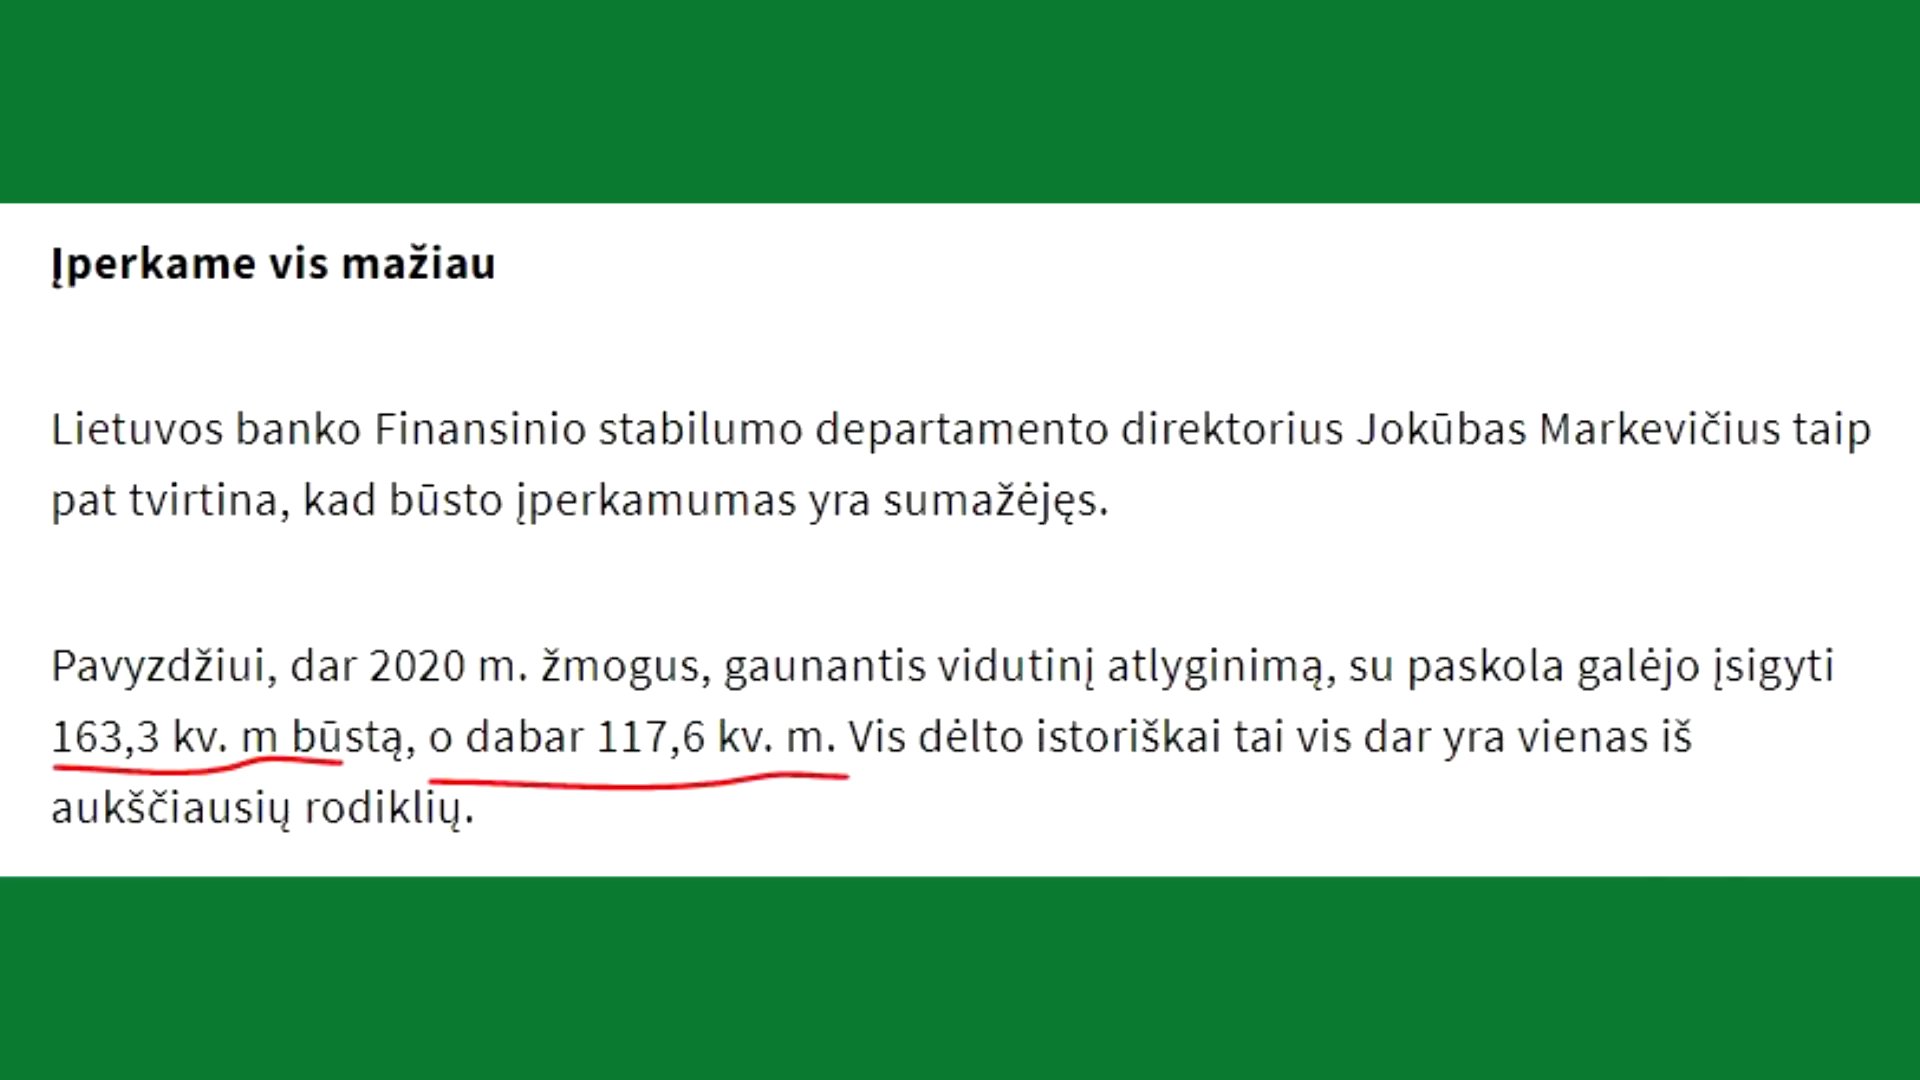 Įperkame vis mažiau
Lietuvos banko Finansinio stabilumo departamento direktorius Jokūbas Markevičius taip
pat tvirtina, kad būsto įperkamumas yra sumažėjęs.
Pavyzdžiui, dar 2020 m. žmogus, gaunantis vidutinį atlyginimą, su paskola galėjo įsigyti
163,3 kv. m būstą, o dabar 117,6 kv. m. Vis dėlto istoriškai tai vis dar yra vienas iš
aukščiausių rodiklių.